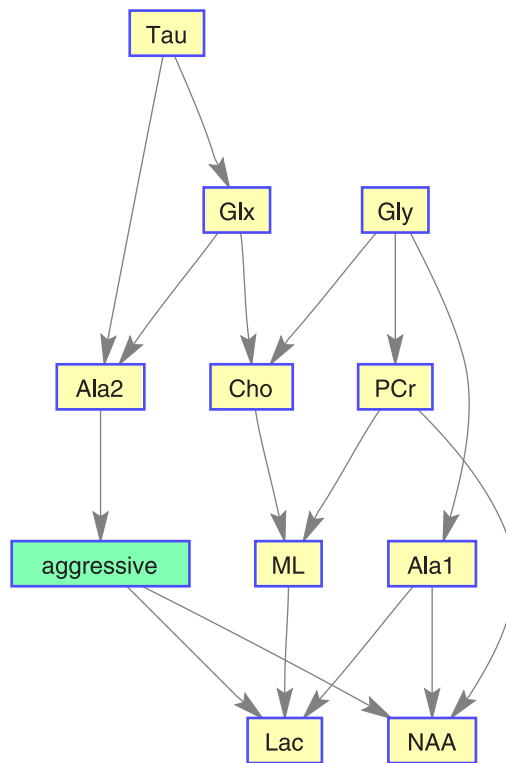 Tau
Glx
Gly
Ala2
Cho
PCr
aggressive
ML
Ala1
Lac
NAA